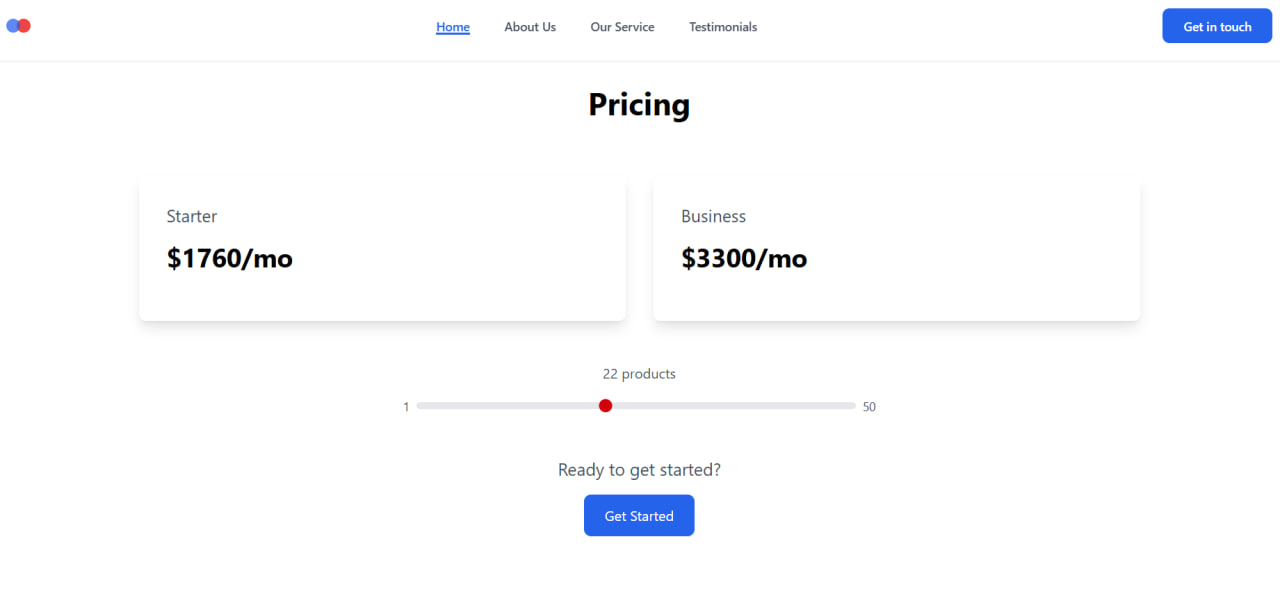 Home About Us Our Service Testimonials Get in touch
Pricing
Starter
$1760/mo
Business
$3300/mo
22 products
1 50
Ready to get started?
Get Started